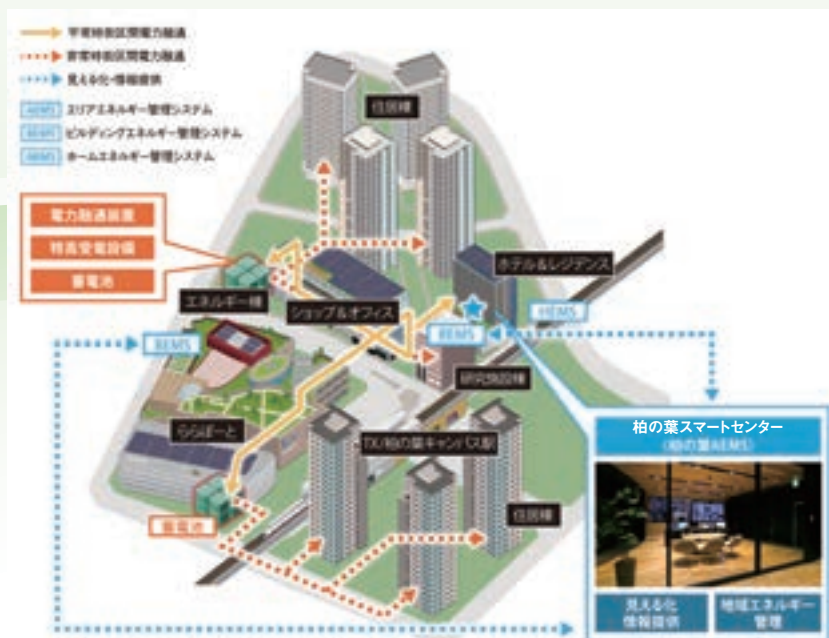 平常時街区間電力融通
非常時街区間電力融通
見える化・情報提供
AEMS エリアエネルギー管理システム
BEMS ビルディングエネルギー管理システム
HEMS ホームエネルギー管理システム
住居棟
電力融通装置
特高受電設備
蓄電池
エネルギー棟
ショップ&オフィス
ホテル&レジデンス
HEMS
BEMS
BEMS
研究施設棟
ららぽーと
TX/柏の葉キャンパス駅
住居棟
蓄電池
柏の葉スマートセンター
(柏の葉AEMS)
見える化
情報提供
地域エネルギー
管理